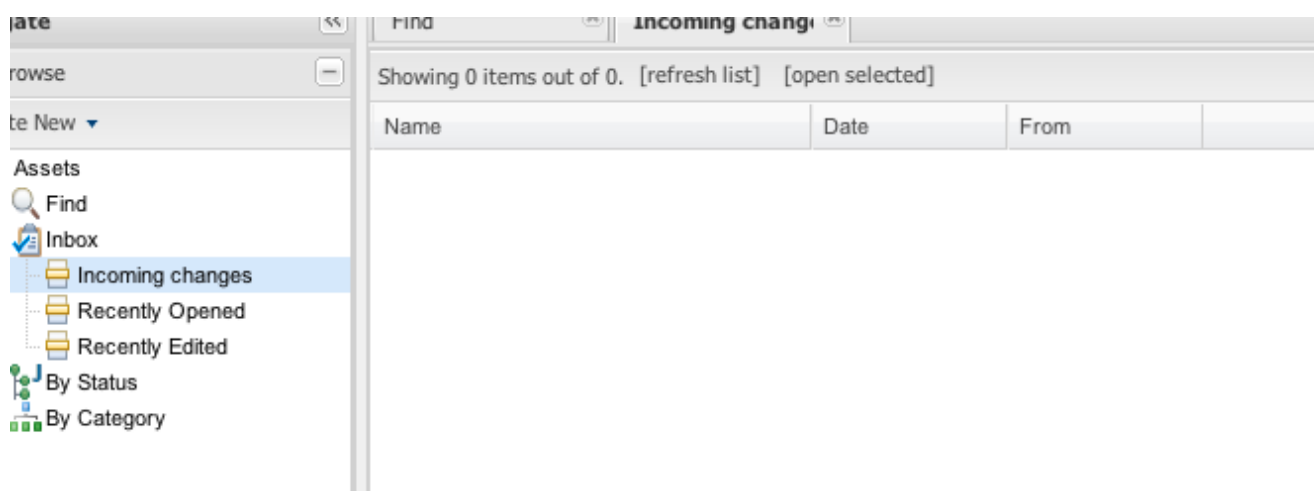 Find
Incoming
Showing 0 items out of 0. [refresh list] [open selected]
New
Name Date From
Assets
Find
Inbox
Incoming changes
Recently Opened
Recently Edited
By Status
By Category